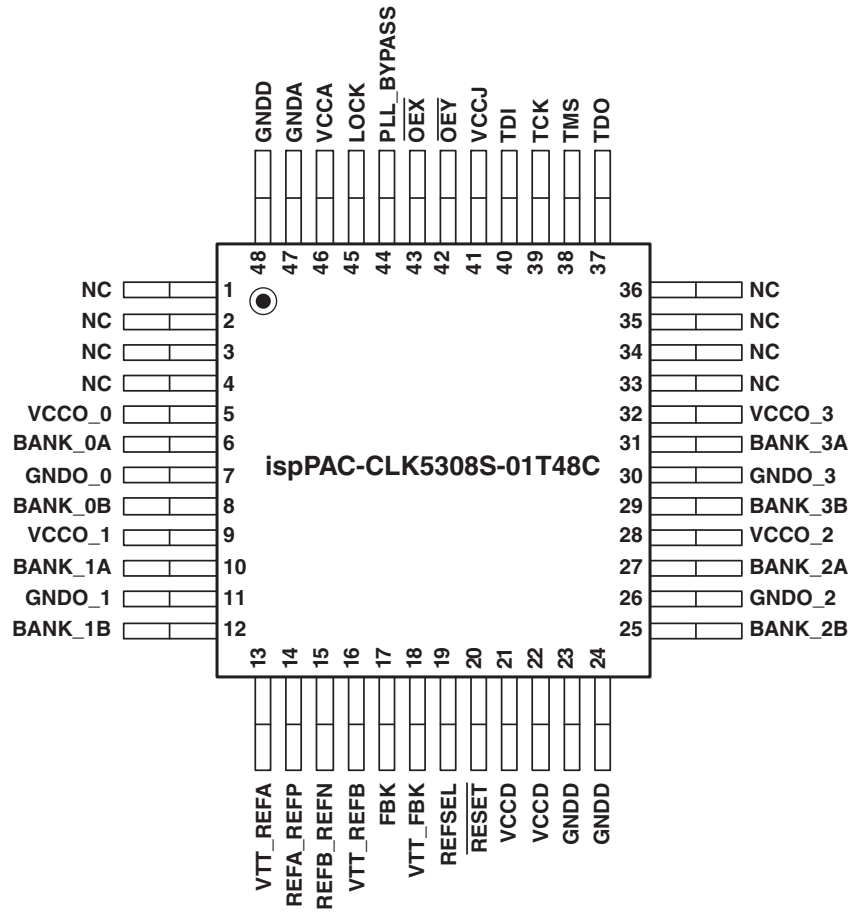 GNDD
GNDA
VCCA
LOCK
PLL_BYPASS
OEX
OEY
VCCJ
TDI
TCK
TMS
TDO
48
47
46
45
44
43
42
41
40
39
38
37
NC 1
NC 2
NC 3
NC 4
VCCO_0 5
BANK_0A 6
GNDO_0 7
BANK_0B 8
VCCO_1 9
BANK_1A 10
GNDO_1 11
BANK_1B 12
ispPAC-CLK5308S-01T48C
36 NC
35 NC
34 NC
33 NC
32 VCCO_3
31 BANK_3A
30 GNDO_3
29 BANK_3B
28 VCCO_2
27 BANK_2A
26 GNDO_2
25 BANK_2B
13
14
15
16
17
18
19
20
21
22
23
24
VTT_REFA
REFA_REFP
REFB_REFN
VTT_REFB
FBK
VTT_FBK
REFSEL
RESET
VCCD
VCCD
GNDD
GNDD